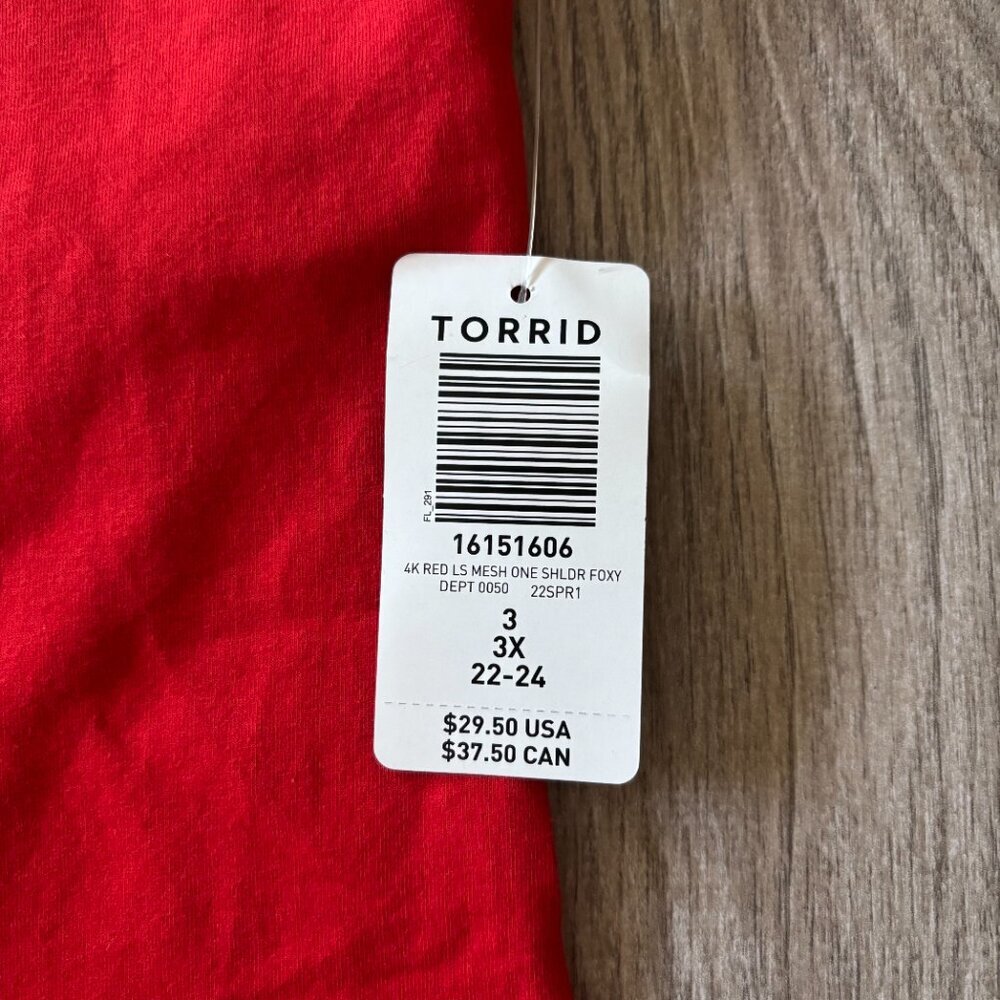 TORRID
FL_291
16151606
4K RED LS MESH ONE SHLDR FOXY
DEPT 0050 22SPR1
3
3X
22-24
$29.50 USA
$37.50 CAN